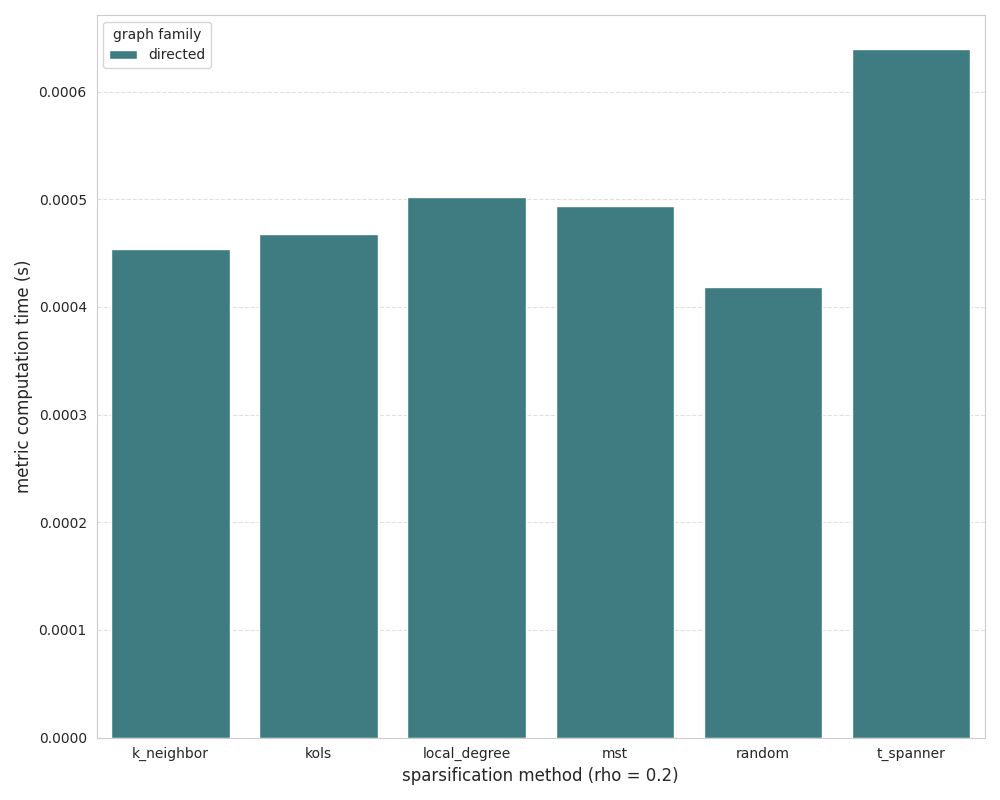 graph family
directed
metric computation time (s)
0.0006
0.0005
0.0004
0.0003
0.0002
0.0001
0.0000
k_neighbor kols local_degree mst random t_spanner
sparsification method (rho = 0.2)